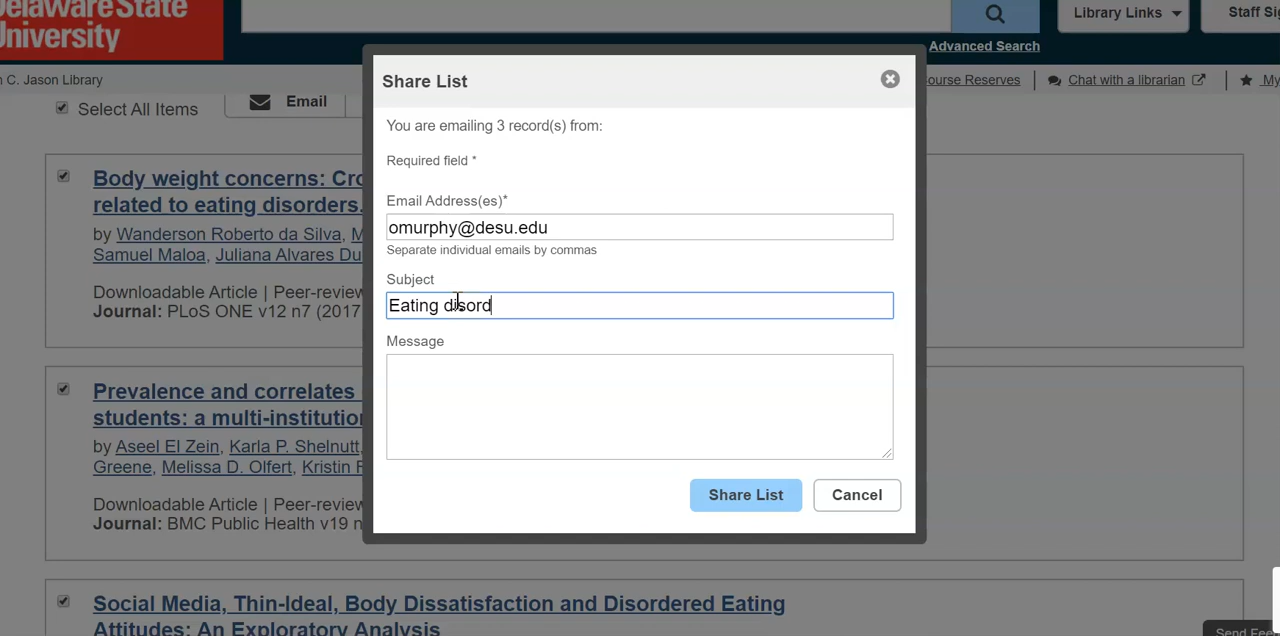 Delaware State
University
Library Links
Staff Si
Advanced Search
n C. Jason Library
ourse Reserves
Chat with a librarian
My
Select All Items
Email
Share List
You are emailing 3 record(s) from:
Required field *
Email Address(es)*
omurphy@desu.edu
Separate individual emails by commas
Subject
Eating disord
Message
Share List
Cancel
Body weight concerns: Cro
related to eating disorders.
by Wanderson Roberto da Silva, M
Samuel Maloa, Juliana Alvares Du
Downloadable Article | Peer-review
Journal: PLoS ONE v12 n7 (2017
Prevalence and correlates
students: a multi-institution
by Aseel El Zein, Karla P. Shelnutt,
Greene, Melissa D. Olfert, Kristin F
Downloadable Article | Peer-review
Journal: BMC Public Health v19 n
Social Media, Thin-Ideal, Body Dissatisfaction and Disordered Eating
Attitudes: An Exploratory Analysis
Send Fee